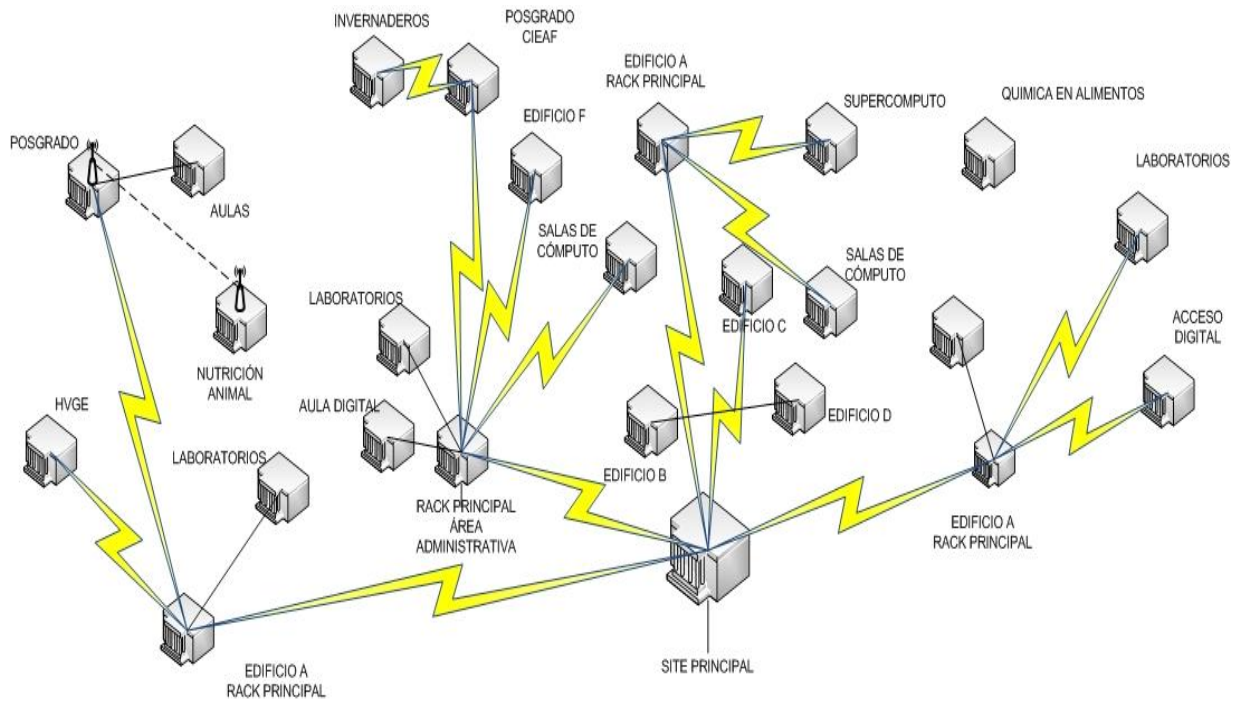 INVERNADEROS
POSGRADO
CIEAF
EDIFICIO A
RACK PRINCIPAL
SUPERCOMPUTO
QUIMICA EN ALIMENTOS
EDIFICIO F
POSGRADO
LABORATORIOS
AULAS
SALAS DE
CÓMPUTO
SALAS DE
CÓMPUTO
LABORATORIOS
EDIFICIO C
ACCESO
DIGITAL
NUTRICIÓN
ANIMAL
HVGE
AULA DIGITAL
EDIFICIO D
LABORATORIOS
EDIFICIO B
RACK PRINCIPAL
ÁREA
ADMINISTRATIVA
EDIFICIO A
RACK PRINCIPAL
SITE PRINCIPAL
EDIFICIO A
RACK PRINCIPAL